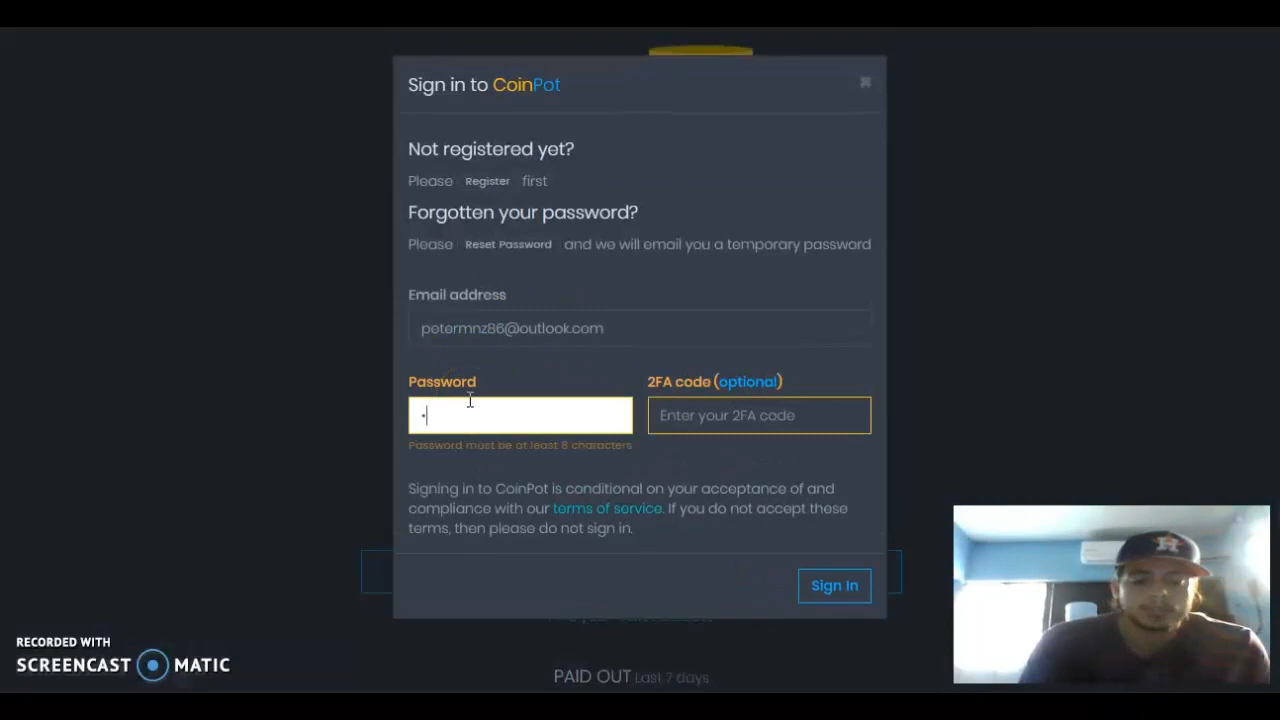 Sign in to CoinPot
Not registered yet?
Please Register first
Forgotten your password?
Please Reset Password and we will email you a temporary password
Email address
petermnz86@outlook.com
Password
2FA code (optional)
Enter your 2FA code
Password must be at least 8 characters
Signing in to CoinPot is conditional on your acceptance of and
compliance with our terms of service. If you do not accept these
terms, then please do not sign in.
Sign In
RECORDED WITH
SCREENCAST MATIC
PAID OUT Last 7 days